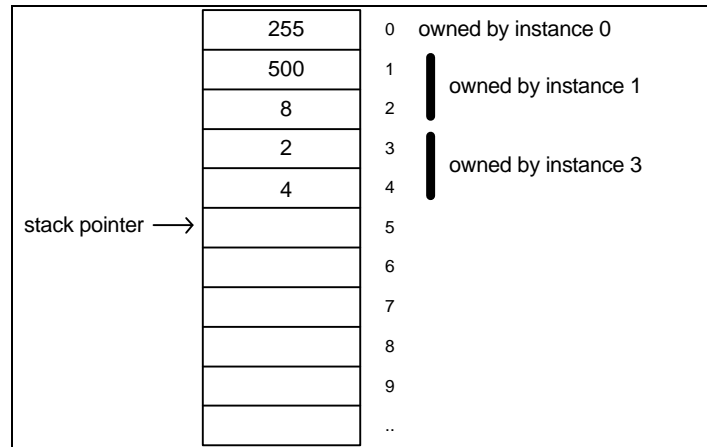 255 0 owned by instance 0
500 1
owned by instance 1
8 2
2 3
owned by instance 3
4 4
stack pointer 5
6
7
8
9
..